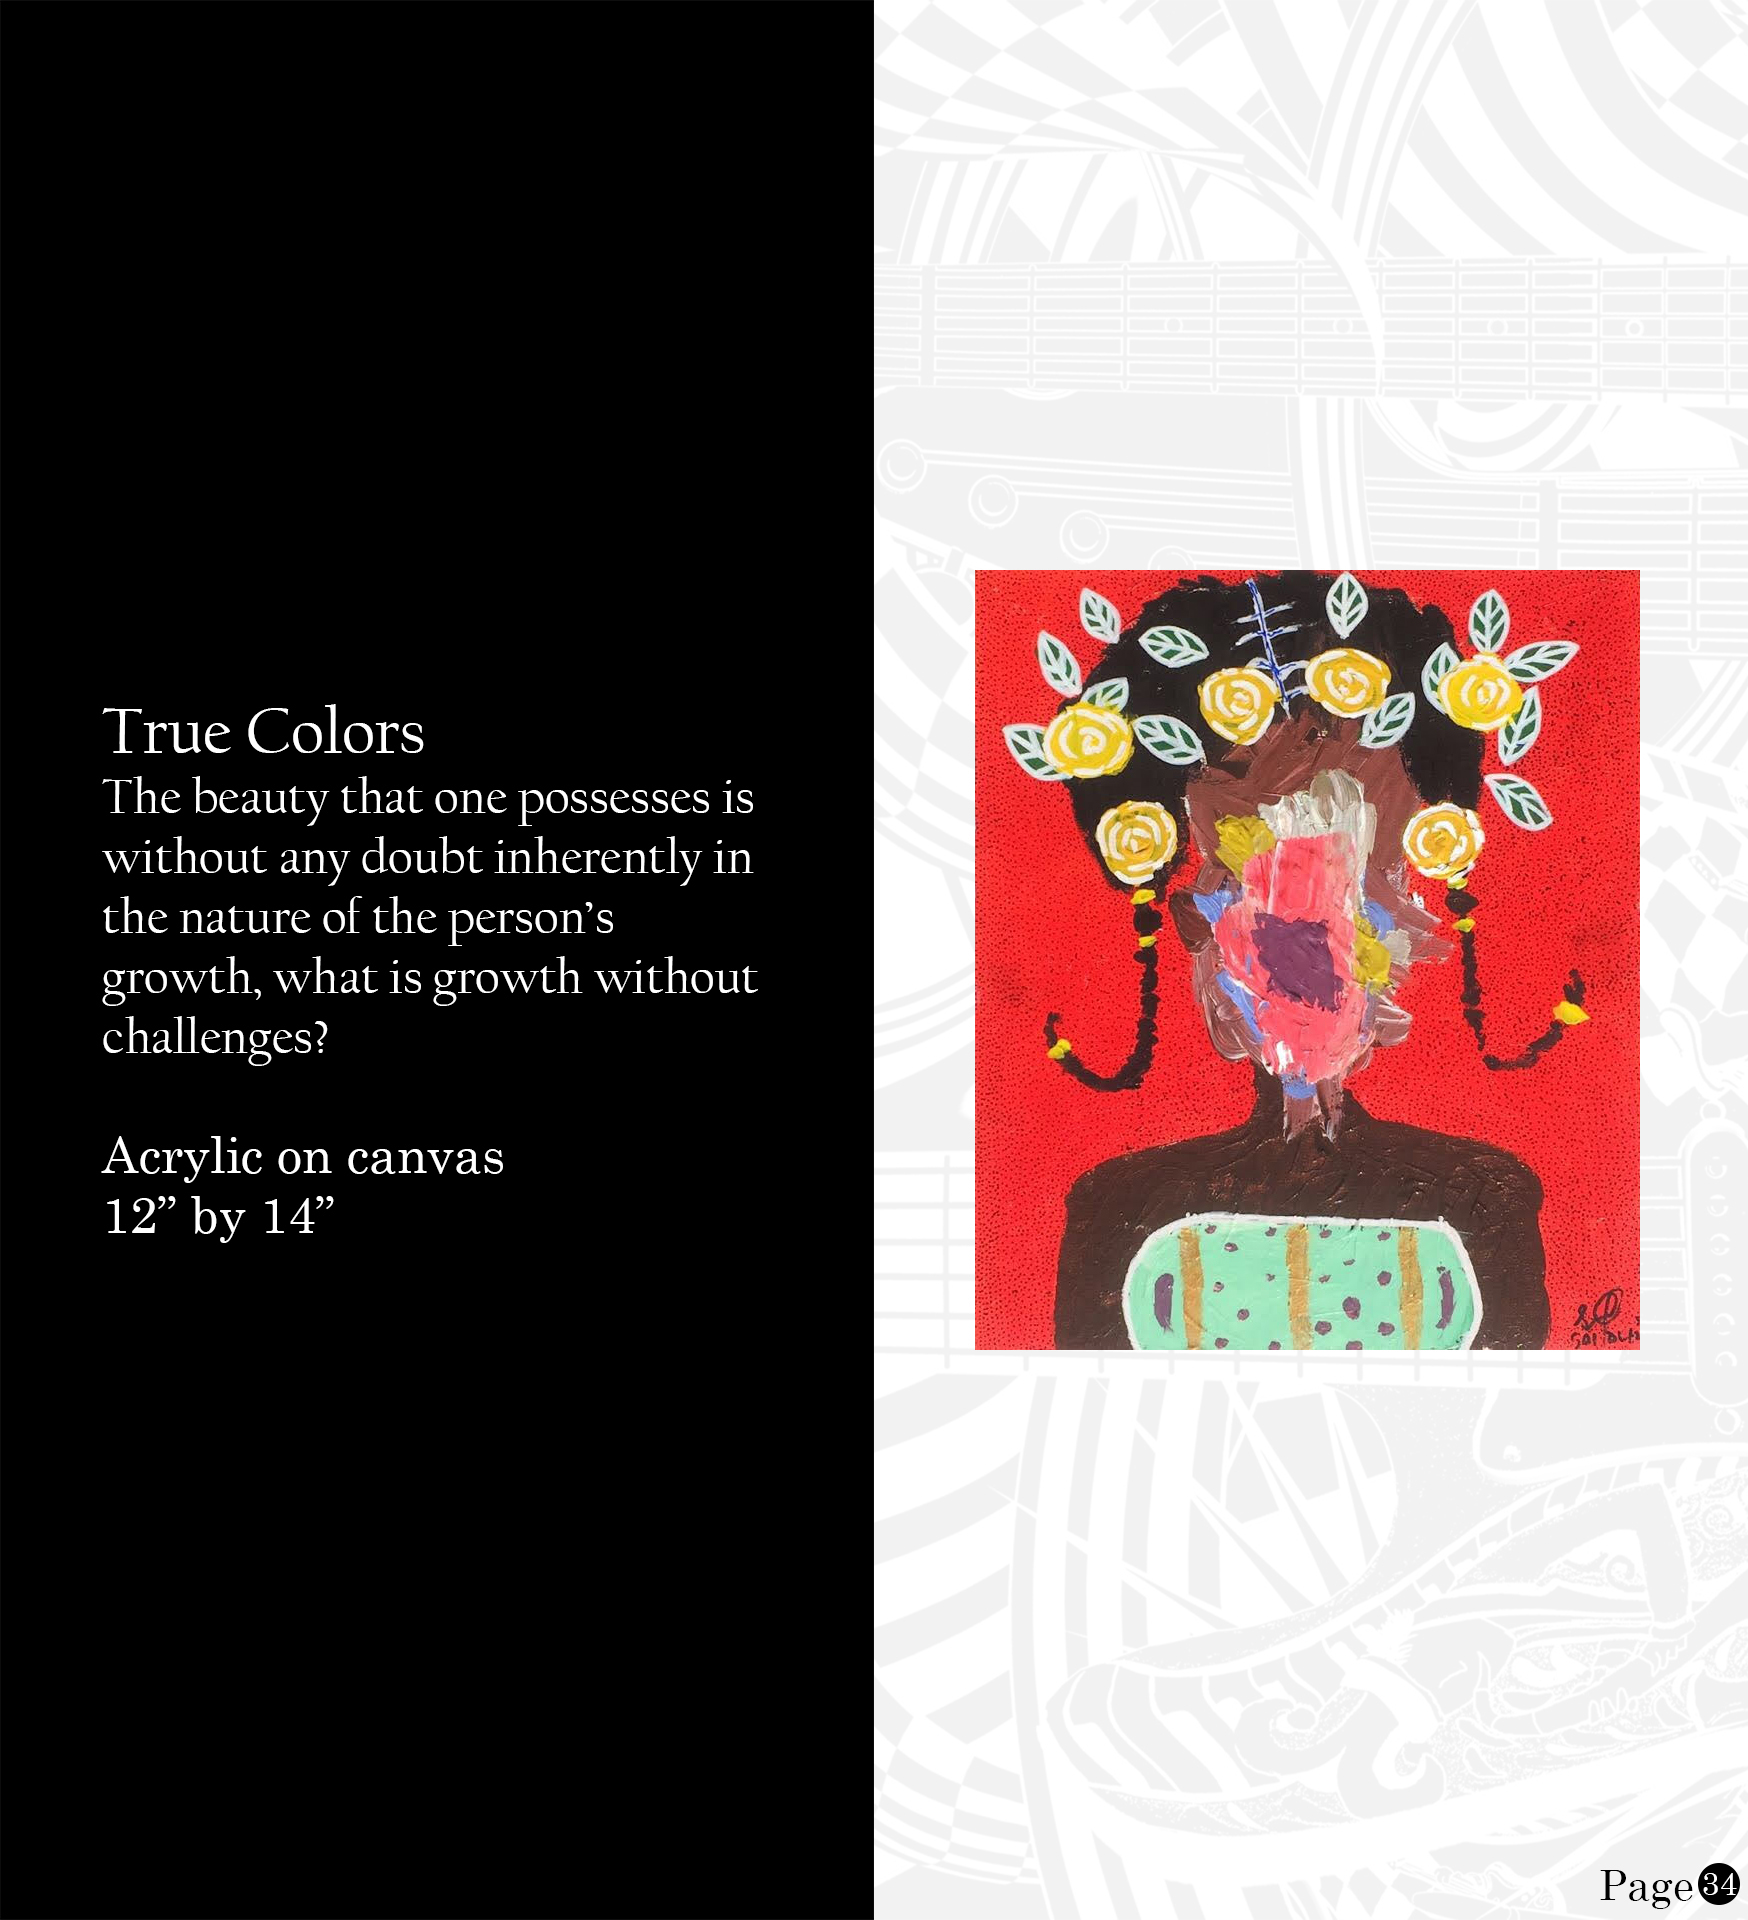 True Colors
The beauty that one possesses is
without any doubt inherently in
the nature of the person’s
growth, what is growth without
challenges?
Acrylic on canvas
12” by 14”
Page 34